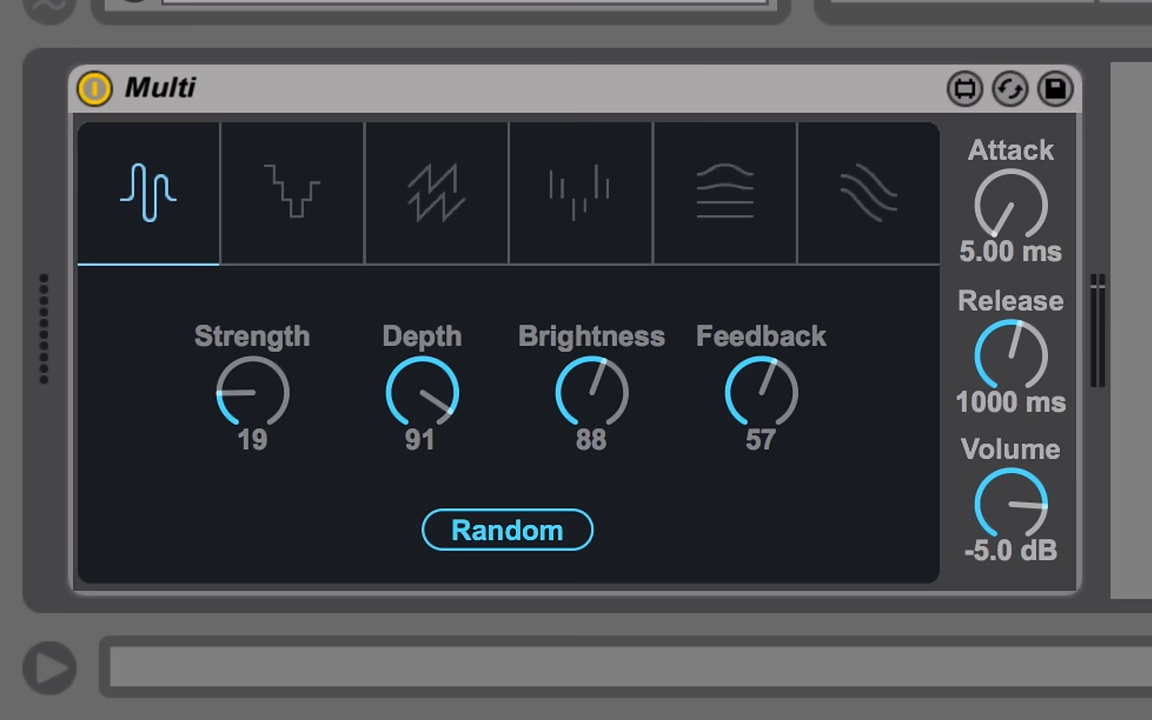 Multi
Attack
5.00 ms
Release
1000 ms
Volume
-5.0 dB
Strength Depth Brightness Feedback
19 91 88 57
Random